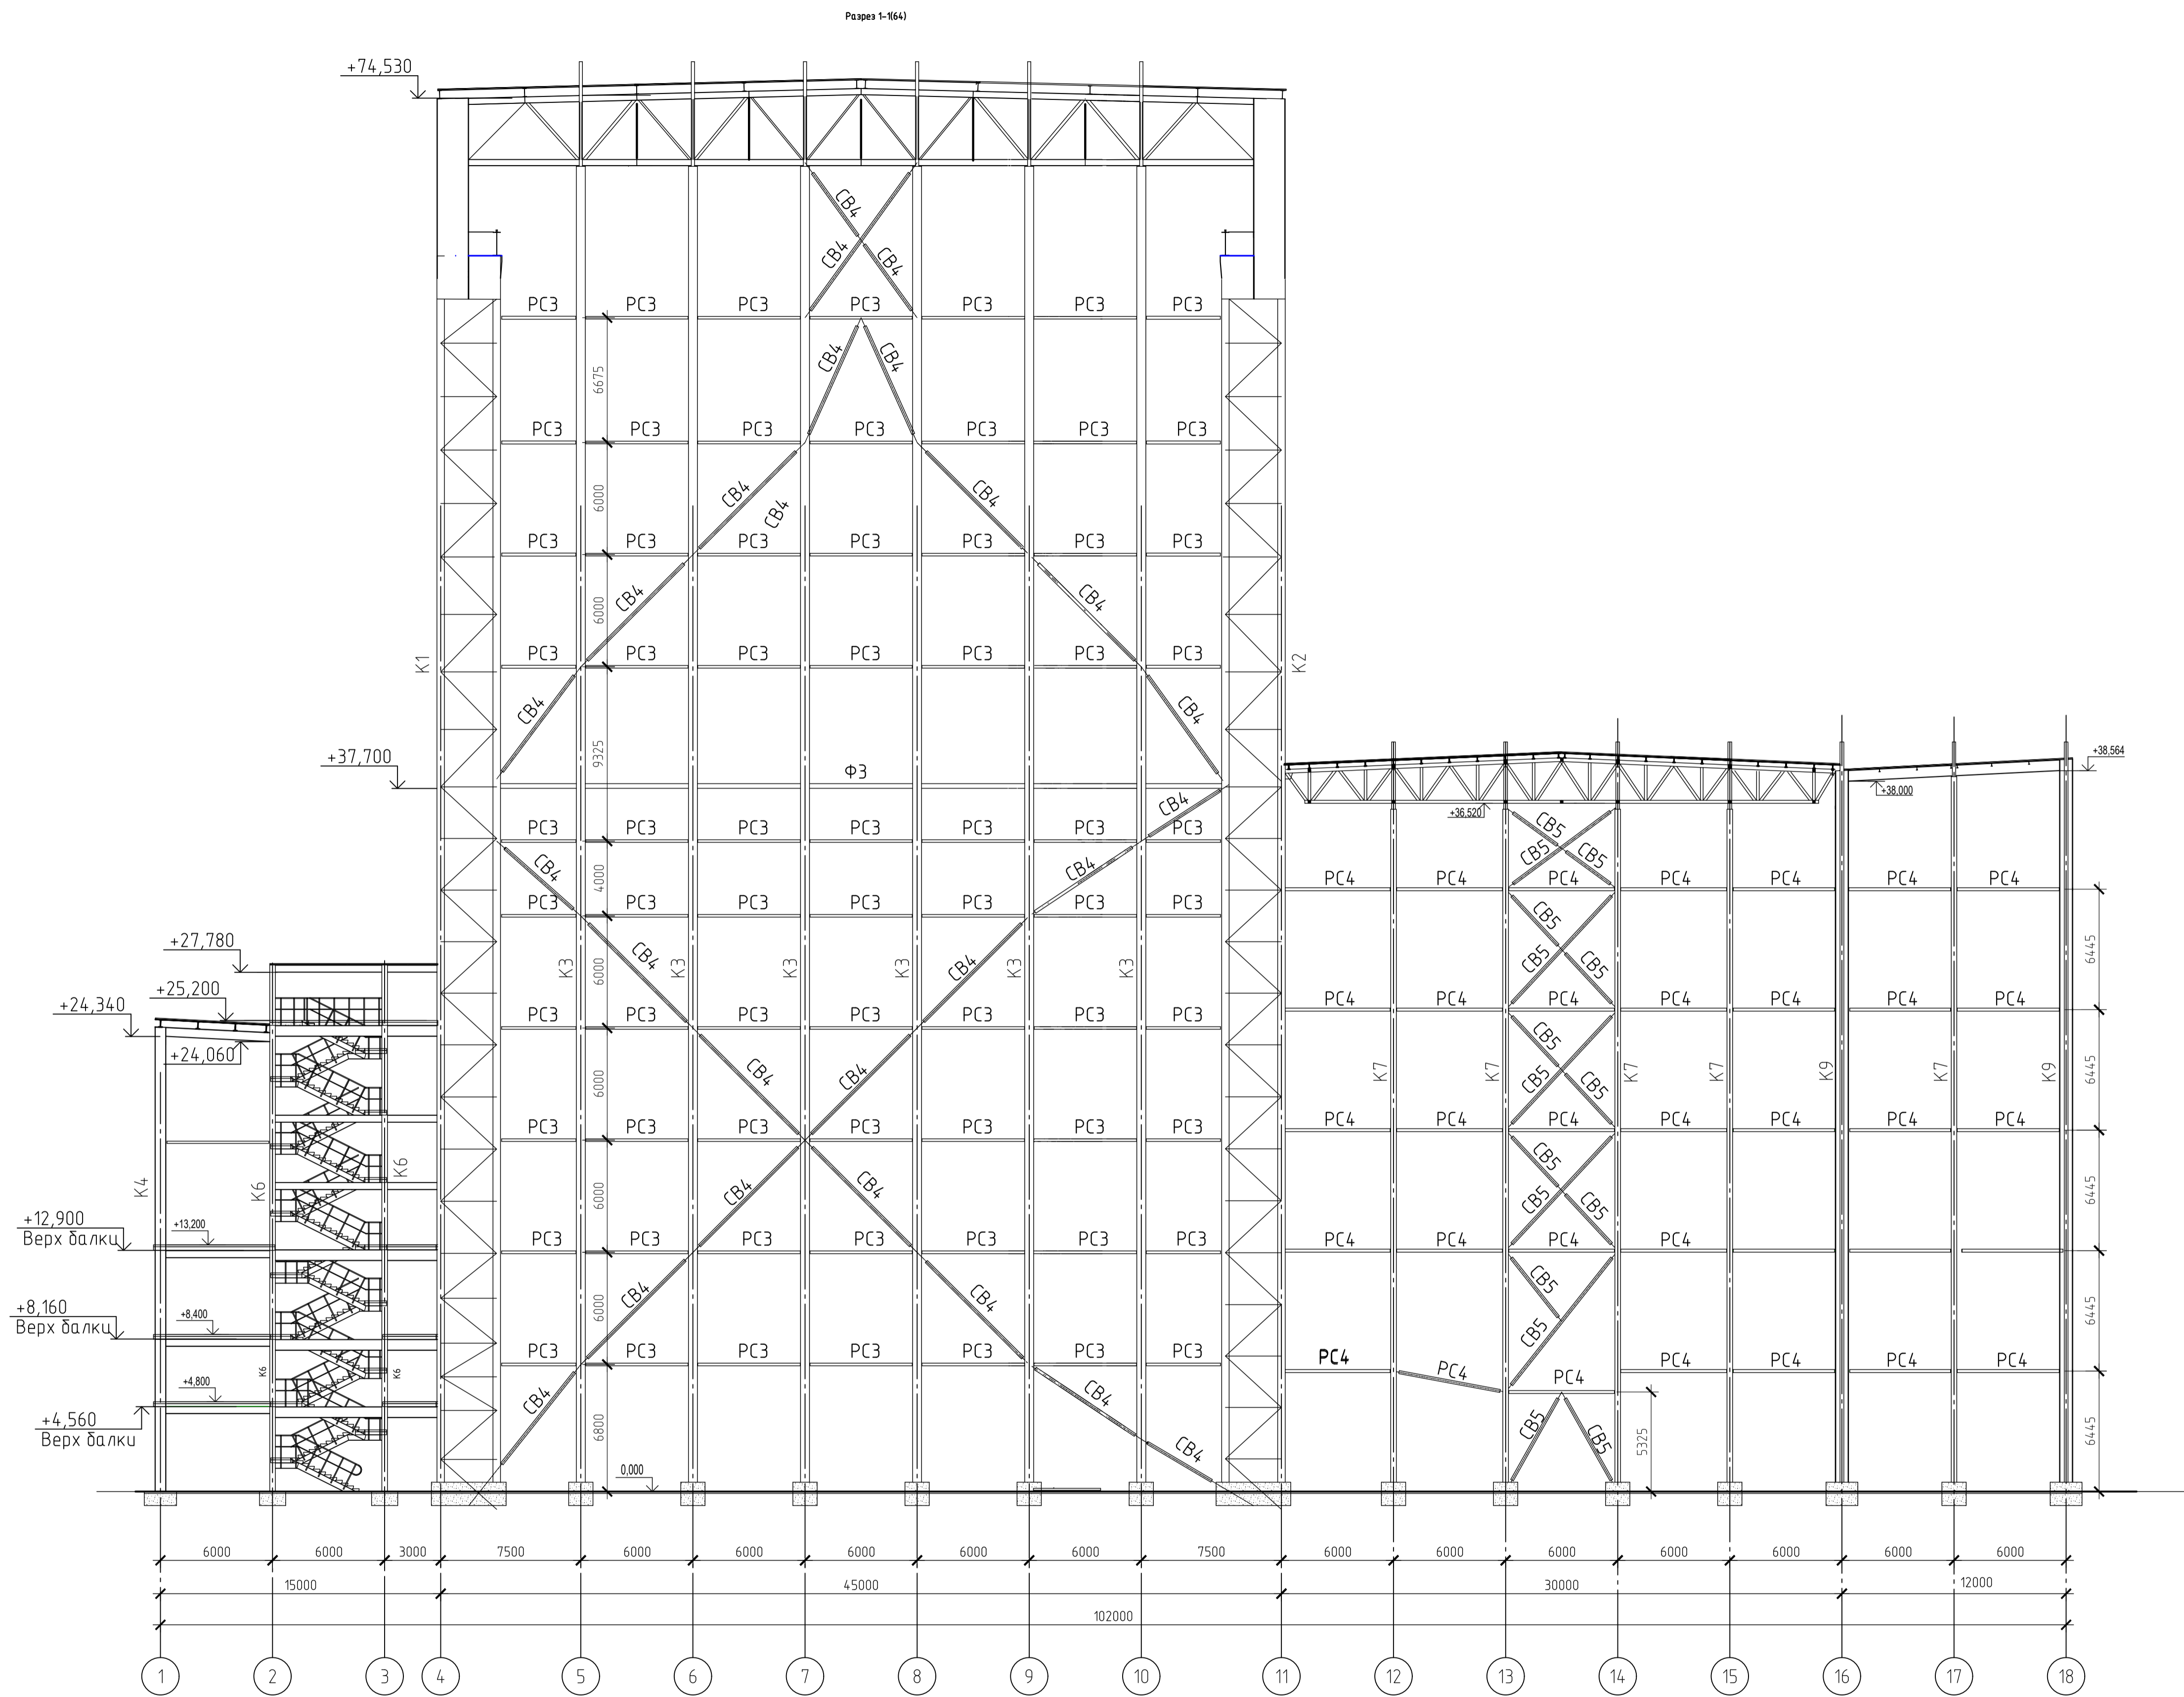 Разрез 1-1(64)
+74,530
СВ4
СВ4 СВ4
РС3 РС3 РС3 РС3 РС3 РС3 РС3
СВ4 СВ4
6675
РС3 РС3 РС3 РС3 РС3 РС3 РС3
СВ4 СВ4 СВ4
6000
РС3 РС3 РС3 РС3 РС3 РС3 РС3
СВ4 СВ4
6000
К1 РС3 РС3 РС3 РС3 РС3 РС3 РС3 К2
СВ4 СВ4
9325
+37,700
Ф3
СВ4
+38,564
+38,000
+36,520
РС3 РС3 РС3 РС3 РС3 РС3 РС3
СВ5
СВ5 СВ5
СВ4 СВ4
4000
РС4 РС4 РС4 РС4 РС4 РС4 РС4
РС3 РС3 РС3 РС3 РС3 РС3 РС3
СВ5
+27,780
СВ4 СВ4
6000
К3 К3 К3 К3 К3 К3
СВ5 СВ5
6445
+25,200
+24,340
РС4 РС4 РС4 РС4 РС4 РС4 РС4
РС3 РС3 РС3 РС3 РС3 РС3 РС3
+24,060
СВ5
СВ4 СВ4
К7 К7 К7 К7 К9 К7 К9
СВ5 СВ5
6445
6000
РС4 РС4 РС4 РС4 РС4 РС4 РС4
РС3 РС3 РС3 РС3 РС3 РС3 РС3
СВ5
К4 К6 К6
СВ4 СВ4
6000
СВ5 СВ5
6445
+12,900
Верх балки
+13,200
РС3 РС3 РС3 РС3 РС3 РС3 РС3
РС4 РС4 РС4 РС4
СВ5
СВ4 СВ4
6000
СВ5
6445
+8,160
Верх балки
+8,400
РС3 РС3 РС3 РС3 РС3 РС3 РС3
РС4 РС4 РС4 РС4 РС4
РС4 РС4
К6 К6
+4,800
СВ4 СВ4
+4,560
Верх балки
6800
СВ4
СВ5 СВ5
5325
6445
0,000
6000 6000 3000 7500 6000 6000 6000 6000 6000 7500 6000 6000 6000 6000 6000 6000 6000
15000 45000 30000 12000
102000
1 2 3 4 5 6 7 8 9 10 11 12 13 14 15 16 17 18